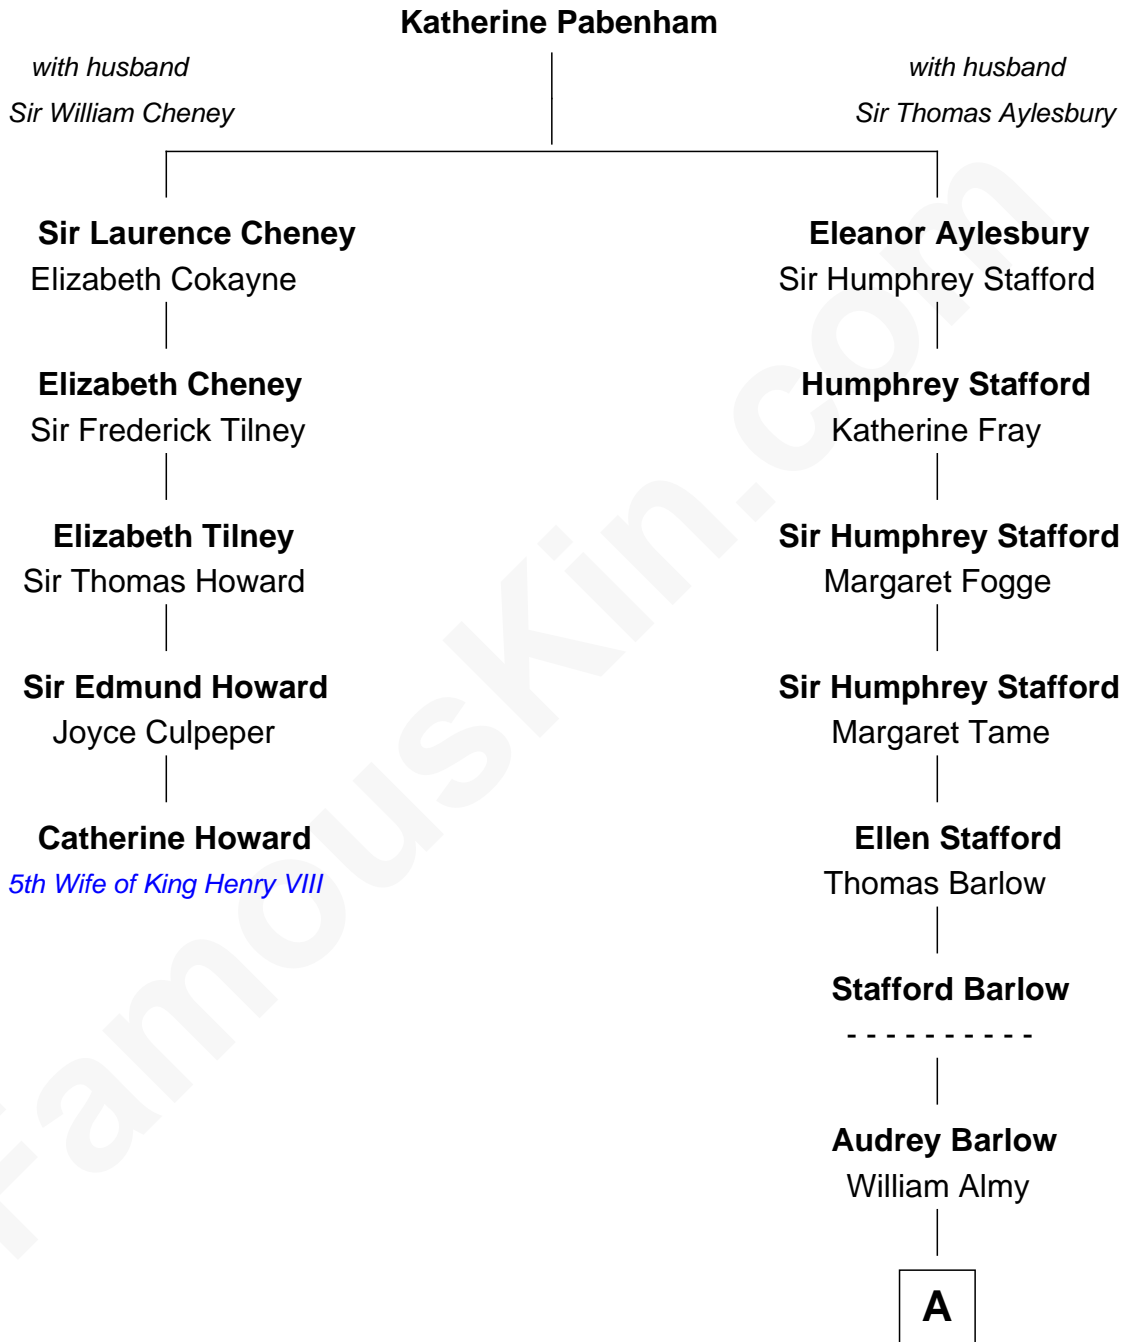 Katherine Pabenham
with husband
Sir William Cheney
with husband
Sir Thomas Aylesbury
Sir Laurence Cheney
Elizabeth Cokayne
Eleanor Aylesbury
Sir Humphrey Stafford
Elizabeth Cheney
Sir Frederick Tilney
Humphrey Stafford
Katherine Fray
Elizabeth Tilney
Sir Thomas Howard
Sir Humphrey Stafford
Margaret Fogge
Sir Edmund Howard
Joyce Culpeper
Sir Humphrey Stafford
Margaret Tame
Catherine Howard
5th Wife of King Henry VIII
Ellen Stafford
Thomas Barlow
Stafford Barlow
- - - - - - - - - -
Audrey Barlow
William Almy
A
FamousKin.com